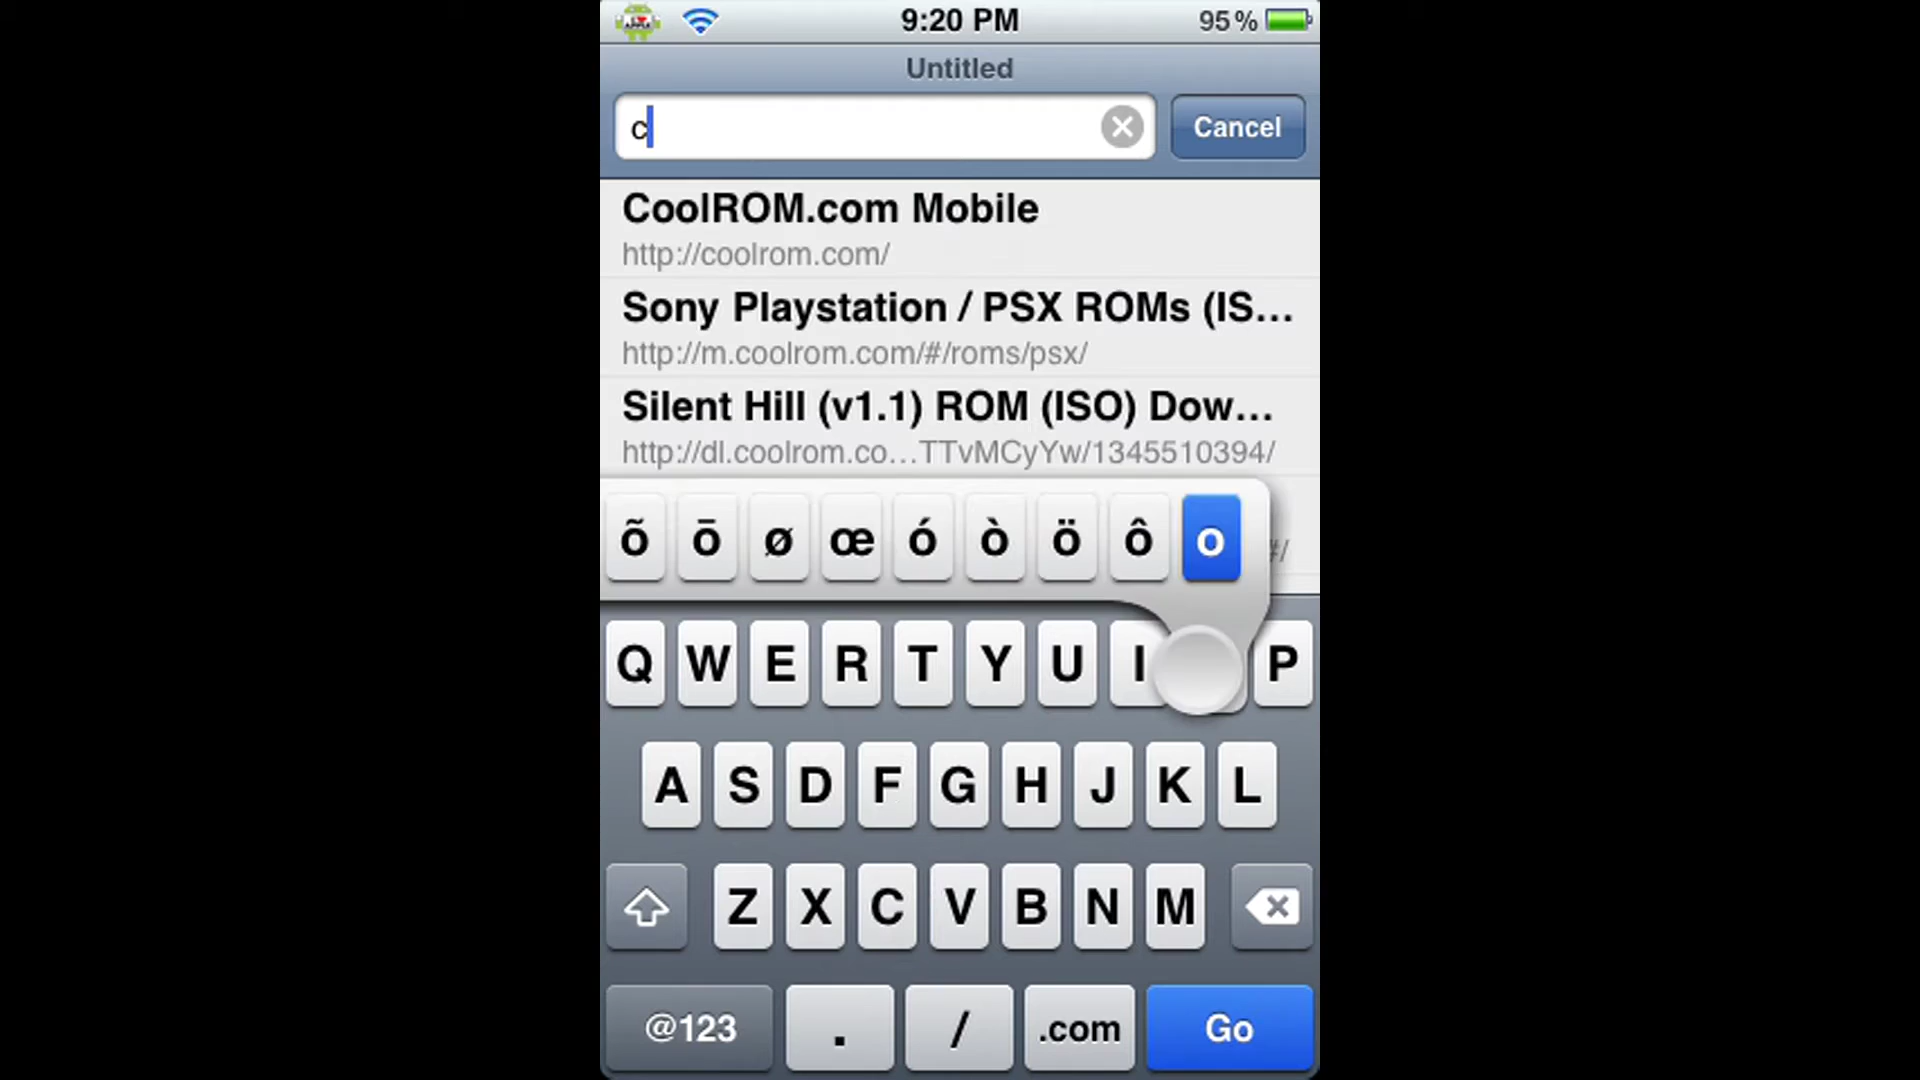 9:20 PM
95%
Untitled
c
Cancel
CoolROM.com Mobile
http://coolrom.com/
Sony Playstation / PSX ROMs (IS...
http://m.coolrom.com/#/roms/psx/
Silent Hill (v1.1) ROM (ISO) Dow...
http://dl.coolrom.co...TTvMCyYw/1345510394/
õ ō ø œ ó ò ö ô o
#/
Q W E R T Y U I P
A S D F G H J K L
Z X C V B N M
@123 . / .com Go